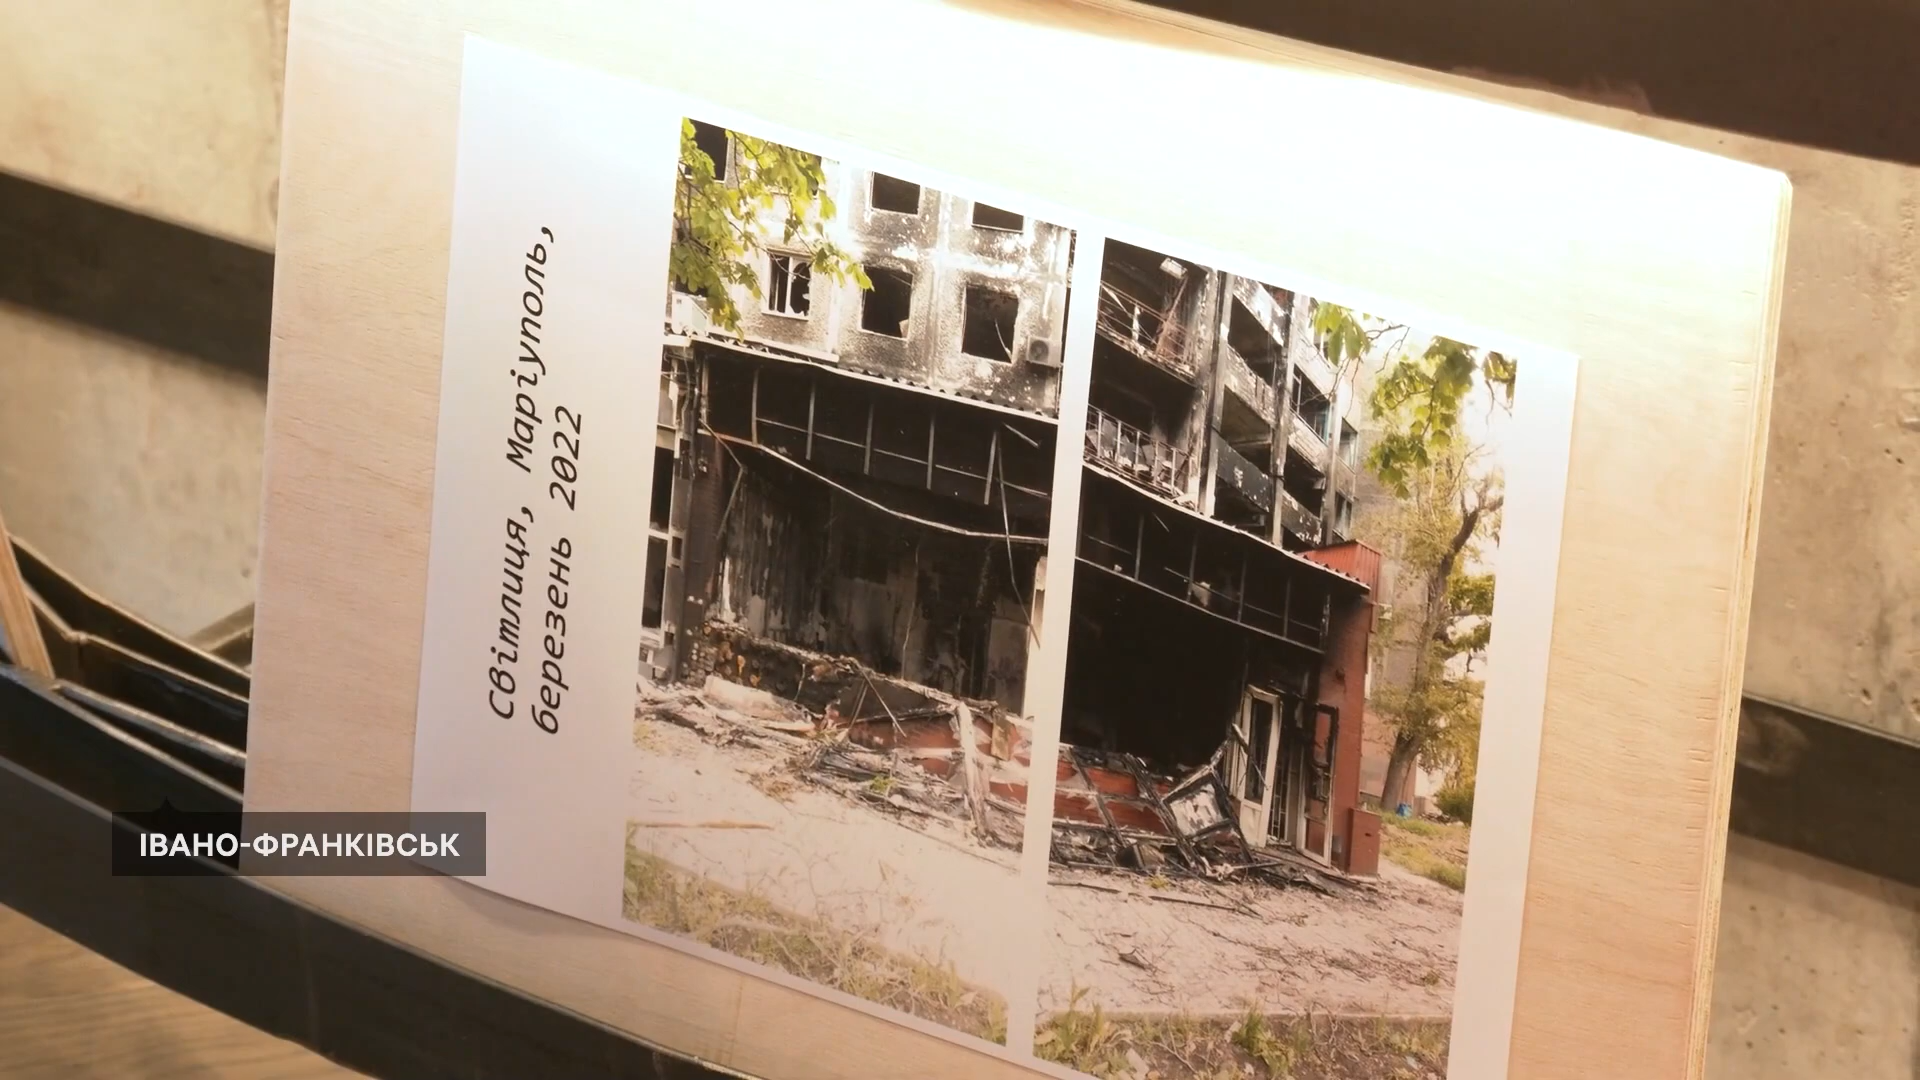 Світлиця, Маріуполь,
березень 2022
ІВАНО-ФРАНКІВСЬК